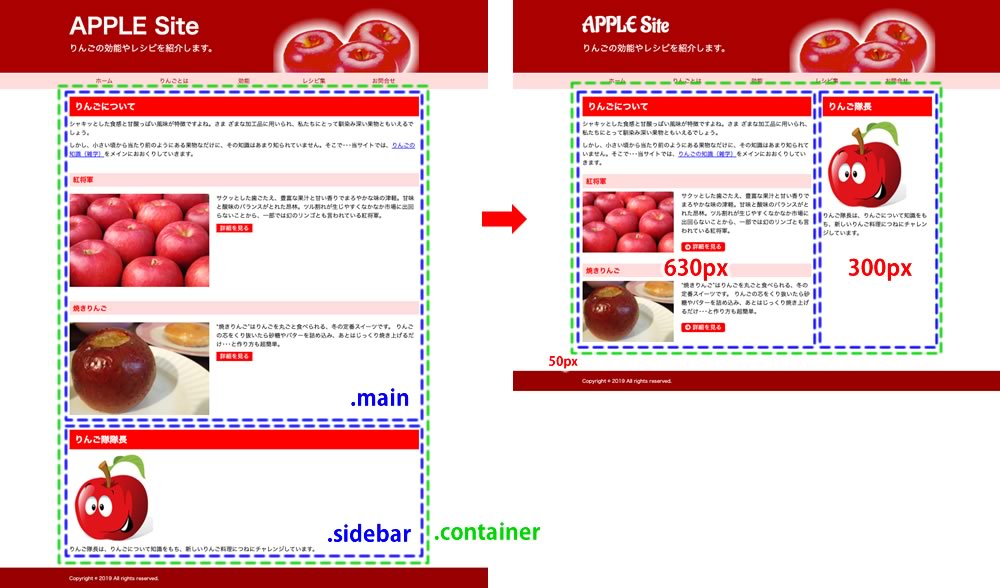 APPLE Site
りんごの効能やレシピを紹介します。
ホーム
りんごとは
効能
レシピ集
お問合せ
りんごについて
シャキッとした食感と甘酸っぱい風味が特徴ですよね。さま ざまな加工品に用いられ、私たちにとって馴染み深い果物ともいえるで
しょう。
しかし、小さい頃から当たり前のようにある果物なだけに、その知識はあまり知られていません。そこで･･･当サイトでは、りんごの
知識（雑学）をメインにおおくりしていきます。
紅将軍
サクッとした歯ごたえ、豊富な果汁と甘い香りでまろやかな味の津軽。甘味
と酸味のバランスがとれた昂林。ツル割れが生じやすくなかなか市場に出回
らないことから、一部では幻のリンゴとも言われている紅将軍。
詳細を見る
焼きりんご
"焼きりんご"はりんごを丸ごと食べられる、冬の定番スイーツです。 りんご
の芯をくり抜いたら砂糖やバターを詰め込み、あとはじっくり焼き上げるだ
け･･･と作り方も超簡単。
詳細を見る
.main
りんご隊隊長
りんご隊長は、りんごについて知識をもち、新しいりんご料理につねにチャレンジしています。
.sidebar
.container
Copyright © 2019 All rights reserved.
APPLE Site
りんごの効能やレシピを紹介します。
ホーム
りんごとは
効能
レシピ集
お問合せ
りんごについて
シャキッとした食感と甘酸っぱい風味が特徴ですよね。さま ざまな加工品に用いられ、
私たちにとって馴染み深い果物ともいえるでしょう。
しかし、小さい頃から当たり前のようにある果物なだけに、その知識はあまり知られて
いません。そこで･･･当サイトでは、りんごの知識（雑学）をメインにおおくりしてい
きます。
紅将軍
サクッとした歯ごたえ、豊富な果汁と甘い香りで
まろやかな味の津軽。甘味と酸味のバランスがと
れた昂林。ツル割れが生じやすくなかなか市場に
出回らないことから、一部では幻のリンゴとも言
われている紅将軍。
詳細を見る
焼きりんご
630px
"焼きりんご"はりんごを丸ごと食べられる、冬の
定番スイーツです。 りんごの芯をくり抜いたら砂
糖やバターを詰め込み、あとはじっくり焼き上げ
るだけ･･･と作り方も超簡単。
詳細を見る
りんご隊長
りんご隊長は、りんごについて知識をも
ち、新しいりんご料理につねにチャレン
ジしています。
300px
50px
Copyright © 2019 All rights reserved.